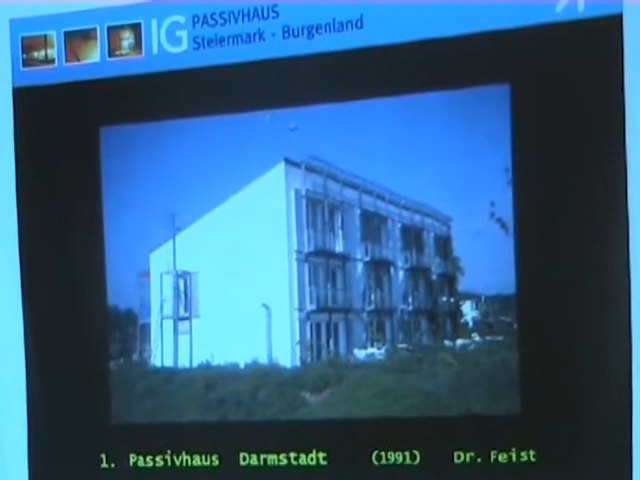 IG PASSIVHAUS
Steiermark - Burgenland
1. Passivhaus Darmstadt (1991) Dr. Feist